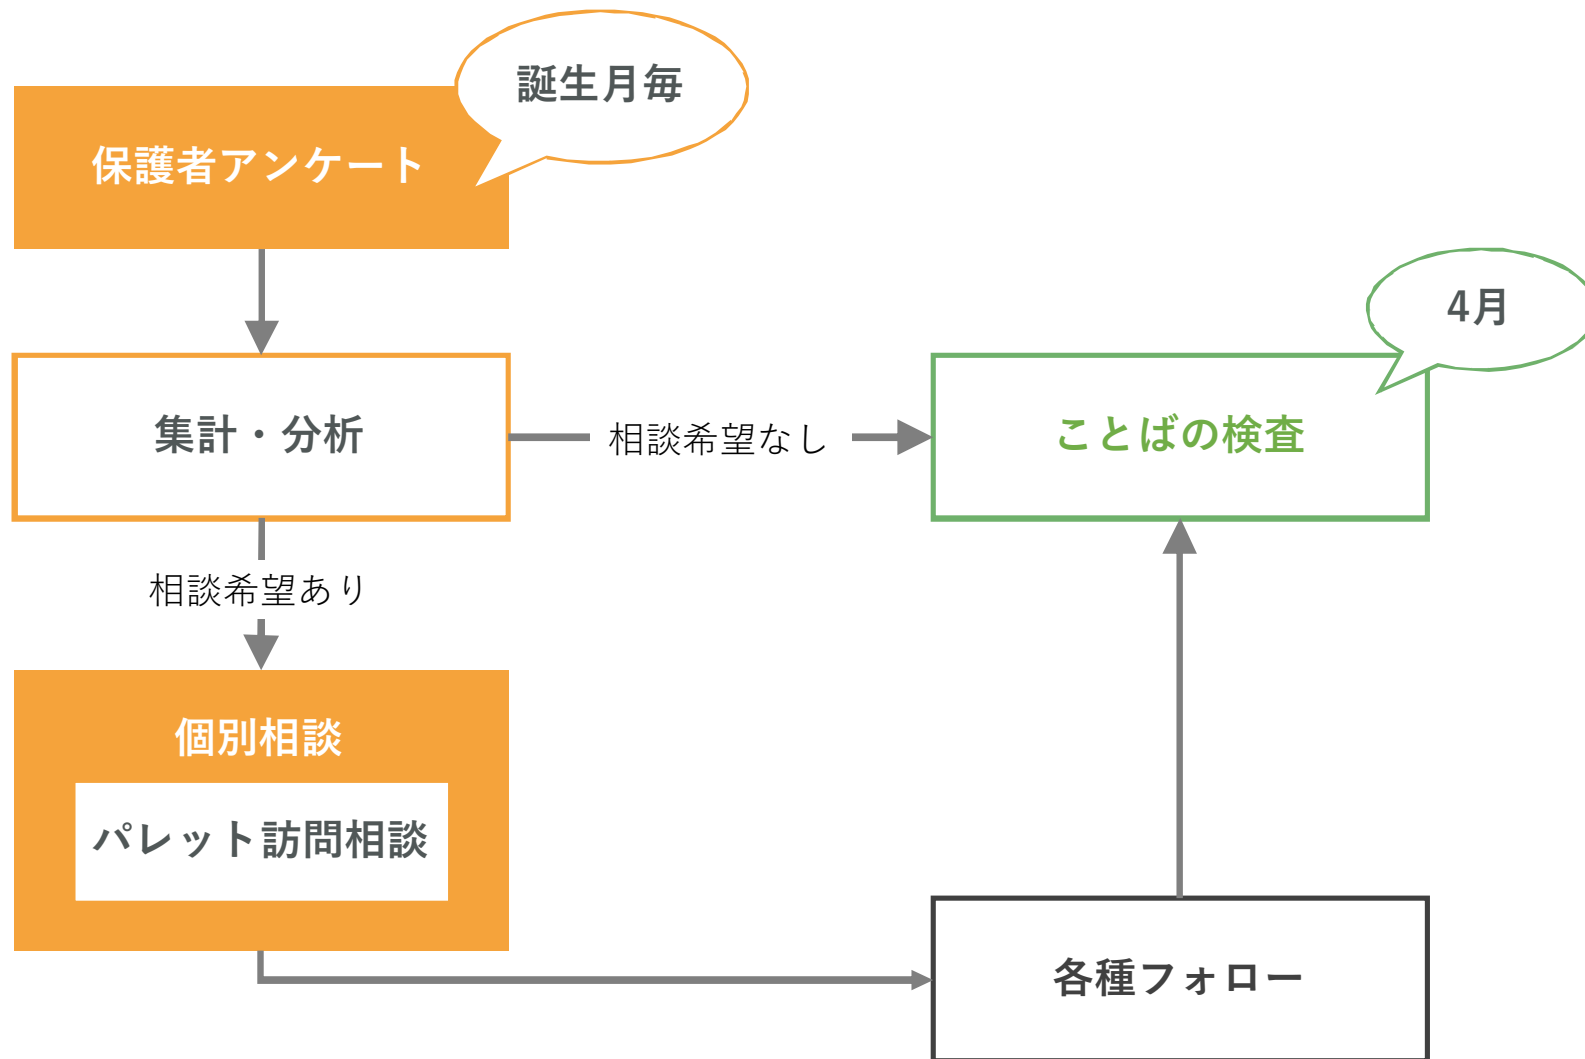 誕生月毎
保護者アンケート
4月
集計・分析
相談希望なし
ことばの検査
相談希望あり
個別相談
パレット訪問相談
各種フォロー